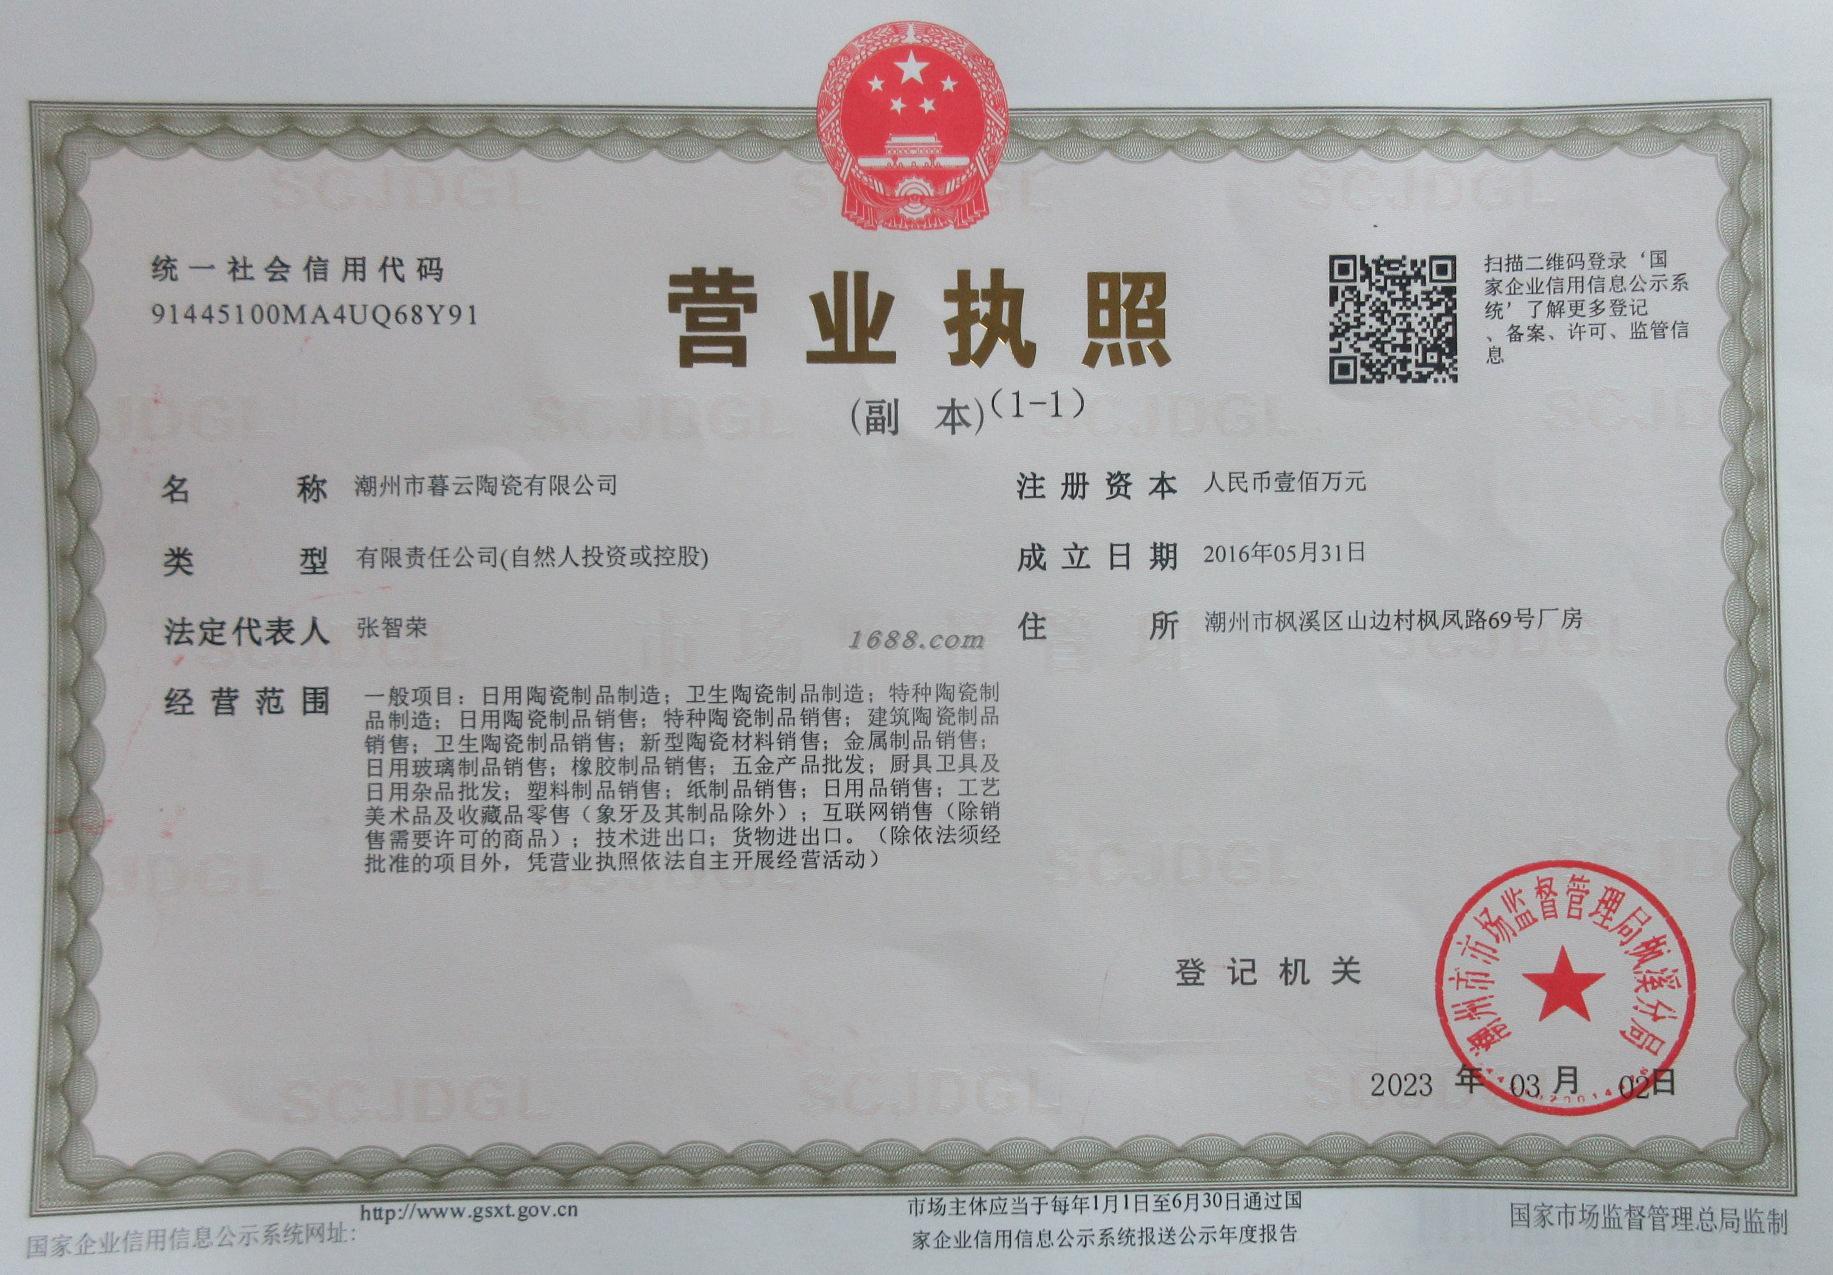 统一社会信用代码
91445100MA4UQ68Y91
营业执照
(副 本)(1-1)
扫描二维码登录‘国
家企业信用信息公示系
统’了解更多登记
、备案、许可、监管信
息
名 称 潮州市暮云陶瓷有限公司
类 型 有限责任公司(自然人投资或控股)
法定代表人 张智荣
经营范围 一般项目：日用陶瓷制品制造；卫生陶瓷制品制造；特种陶瓷制
品制造；日用陶瓷制品销售；特种陶瓷制品销售；建筑陶瓷制品
销售；卫生陶瓷制品销售；新型陶瓷材料销售；金属制品销售；
日用玻璃制品销售；橡胶制品销售；五金产品批发；厨具卫具及
日用杂品批发；塑料制品销售；纸制品销售；日用品销售；工艺
美术品及收藏品零售（象牙及其制品除外）；互联网销售（除销
售需要许可的商品）；技术进出口；货物进出口。（除依法须经
批准的项目外，凭营业执照依法自主开展经营活动）
注册资本 人民币壹佰万元
成立日期 2016年05月31日
住 所 潮州市枫溪区山边村枫凤路69号厂房
1688.com
登记机关
潮州市市场监督管理局枫溪分局
2023 年 03 月 02日
http://www.gsxt.gov.cn
国家企业信用信息公示系统网址：
市场主体应当于每年1月1日至6月30日通过国
家企业信用信息公示系统报送公示年度报告
国家市场监督管理总局监制
SCJDGL
SCJDGL
SCJDGL
SCJDGL
SCJDGL
SCJDGL
市场监督管理